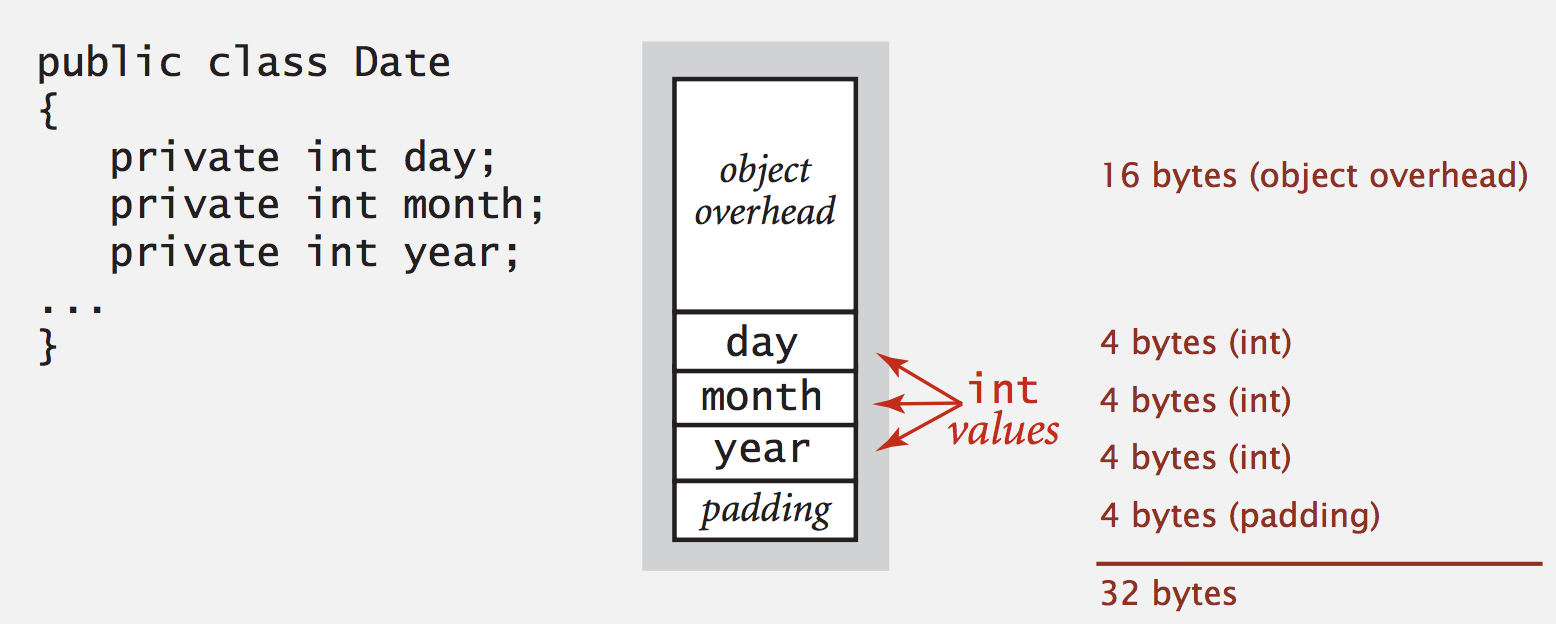 public class Date
{
private int day;
private int month;
private int year;
...
}
object
overhead
day
month
year
padding
int
values
16 bytes (object overhead)
4 bytes (int)
4 bytes (int)
4 bytes (int)
4 bytes (padding)
32 bytes